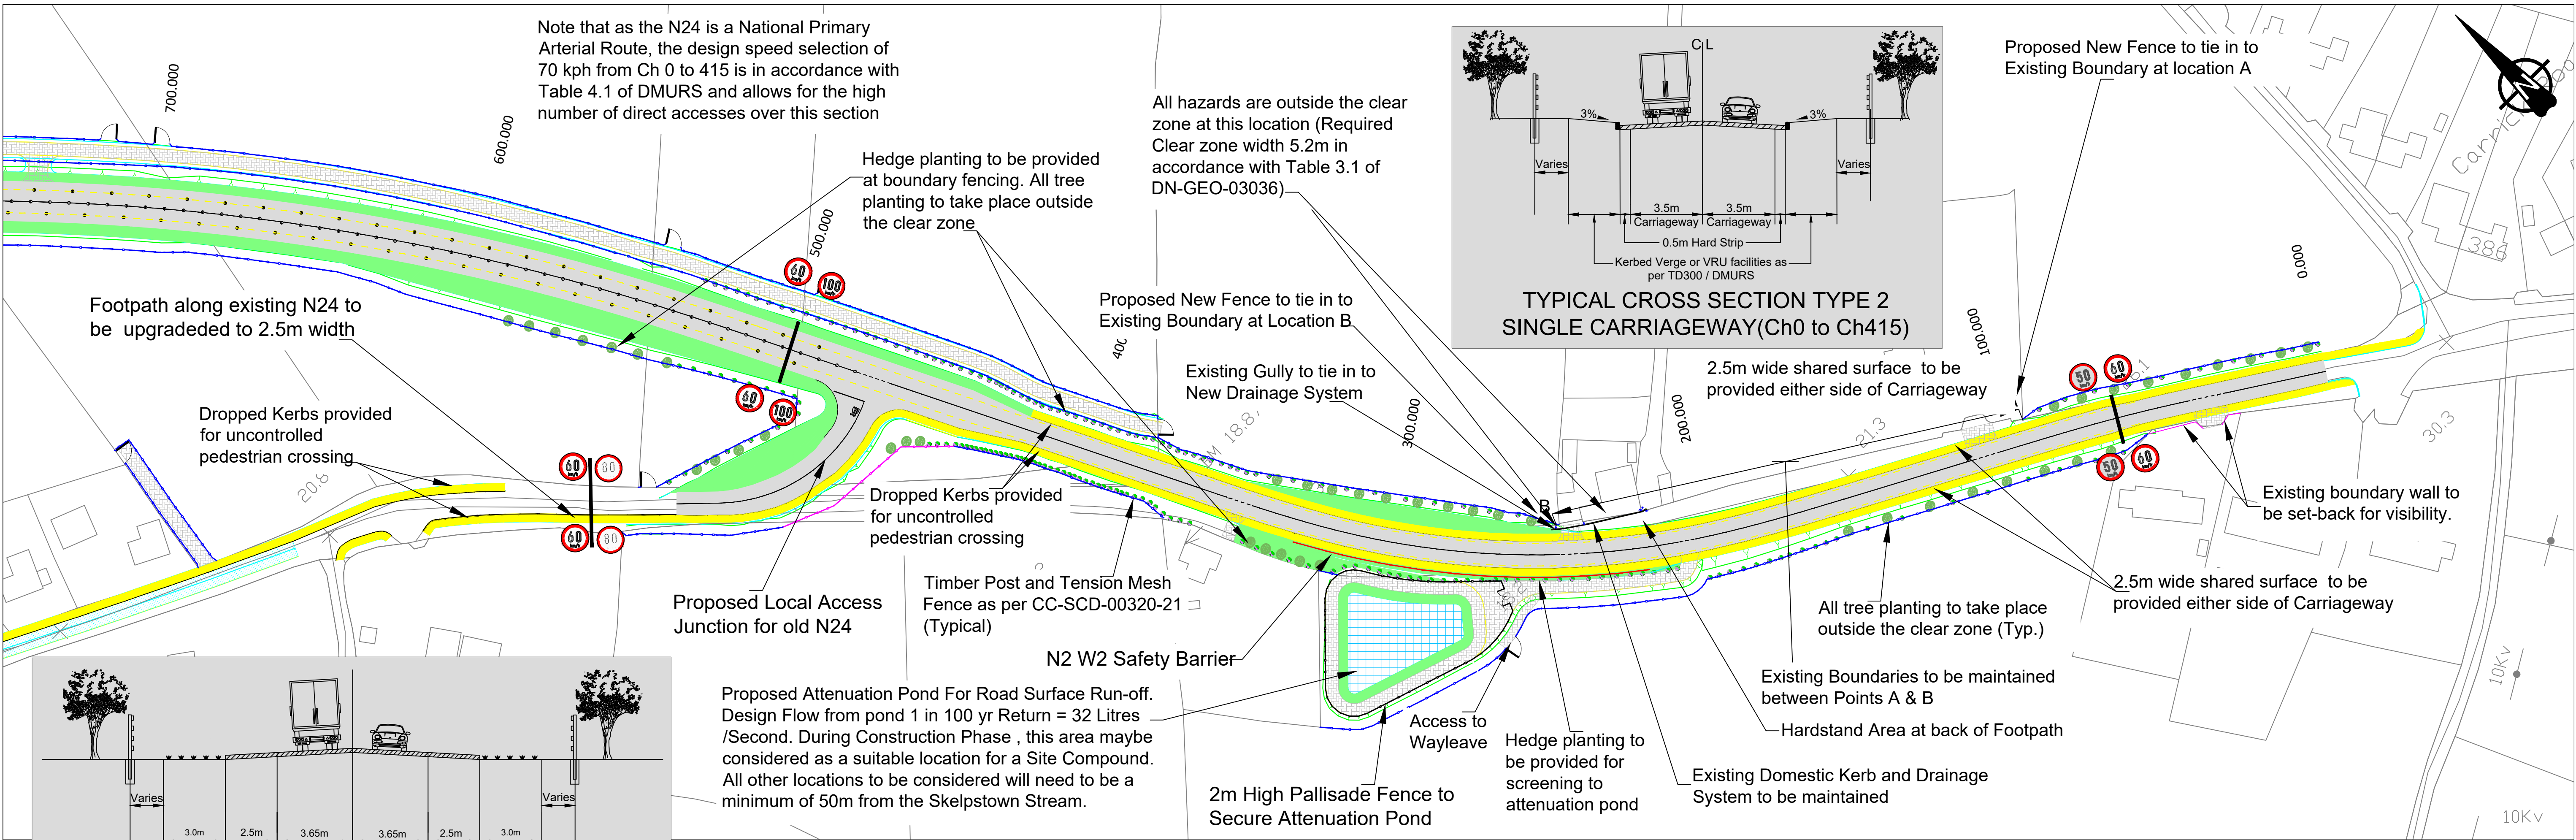 Note that as the N24 is a National Primary
Arterial Route, the design speed selection of
70 kph from Ch 0 to 415 is in accordance with
Table 4.1 of DMURS and allows for the high
number of direct accesses over this section
700.000
600.000
500.000
Hedge planting to be provided
at boundary fencing. All tree
planting to take place outside
the clear zone
All hazards are outside the clear
zone at this location (Required
Clear zone width 5.2m in
accordance with Table 3.1 of
DN-GEO-03036)
C L
3%
3%
Varies
Varies
3.5m
3.5m
Carriageway
Carriageway
0.5m Hard Strip
Kerbed Verge or VRU facilities as
per TD300 / DMURS
TYPICAL CROSS SECTION TYPE 2
SINGLE CARRIAGEWAY(Ch0 to Ch415)
Proposed New Fence to tie in to
Existing Boundary at location A
386
0.000
100.000
200.000
300.000
400
60
100
60
100
Footpath along existing N24 to
be  upgradeded to 2.5m width
Proposed New Fence to tie in to
Existing Boundary at Location B
Existing Gully to tie in to
New Drainage System
2.5m wide shared surface  to be
provided either side of Carriageway
50
60
50
60
Dropped Kerbs provided
for uncontrolled
pedestrian crossing
20.8
60
80
60
80
18.8
21.3
30.3
B
Dropped Kerbs provided
for uncontrolled
pedestrian crossing
Existing boundary wall to
be set-back for visibility.
Timber Post and Tension Mesh
Fence as per CC-SCD-00320-21
(Typical)
Proposed Local Access
Junction for old N24
N2 W2 Safety Barrier
All tree planting to take place
outside the clear zone (Typ.)
2.5m wide shared surface  to be
provided either side of Carriageway
Existing Boundaries to be maintained
between Points A & B
Hardstand Area at back of Footpath
Proposed Attenuation Pond For Road Surface Run-off.
Design Flow from pond 1 in 100 yr Return = 32 Litres
/Second. During Construction Phase , this area maybe
considered as a suitable location for a Site Compound.
All other locations to be considered will need to be a
minimum of 50m from the Skelpstown Stream.
Access to
Wayleave
Hedge planting to
be provided for
screening to
attenuation pond
Existing Domestic Kerb and Drainage
System to be maintained
2m High Pallisade Fence to
Secure Attenuation Pond
Varies
Varies
3.0m
2.5m
3.65m
3.65m
2.5m
3.0m
10Kv
10Kv